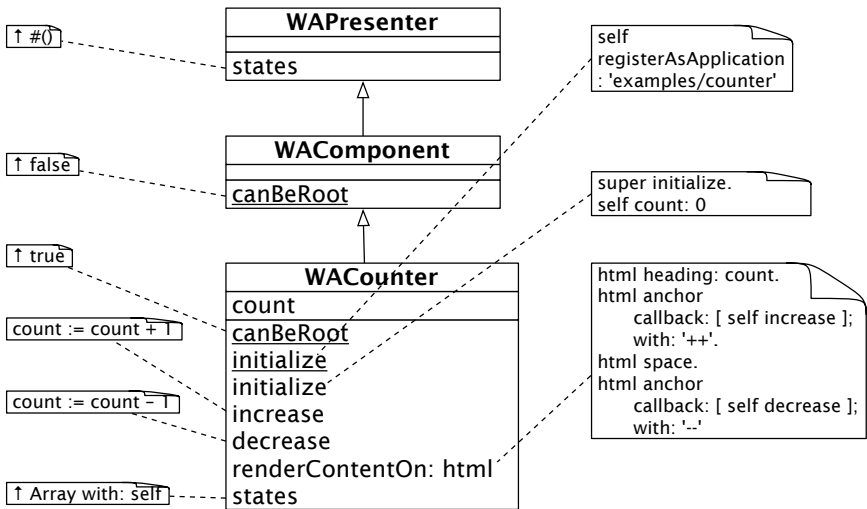 WAPresenter
↑ #()
states
self
registerAsApplication
: 'examples/counter'
WAComponent
↑ false
canBeRoot
super initialize.
self count: 0
↑ true
WACounter
count
canBeRoot
initialize
initialize
increase
decrease
renderContentOn: html
states
count := count + 1
count := count - 1
↑ Array with: self
html heading: count.
html anchor
callback: [ self increase ];
with: '++'.
html space.
html anchor
callback: [ self decrease ];
with: '--'